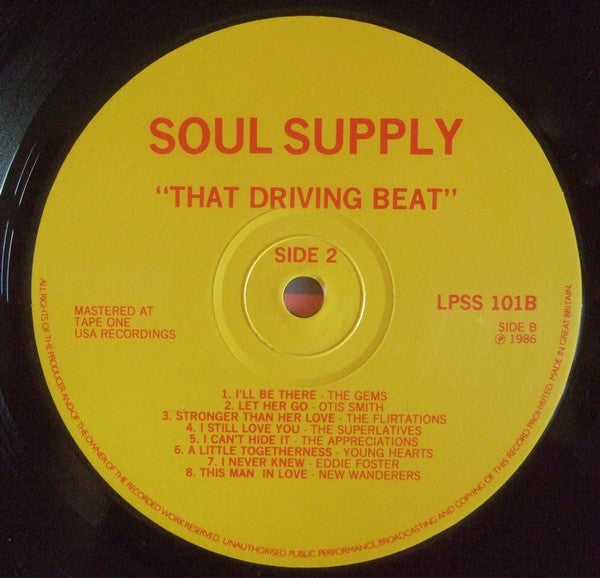 SOUL SUPPLY
"THAT DRIVING BEAT"
SIDE 2
MASTERED AT
TAPE ONE
USA RECORDINGS
LPSS 101B
SIDE B
℗ 1986
1. I'LL BE THERE - THE GEMS
2. LET HER GO - OTIS SMITH
3. STRONGER THAN HER LOVE - THE FLIRTATIONS
4. I STILL LOVE YOU - THE SUPERLATIVES
5. I CAN'T HIDE IT - THE APPRECIATIONS
6. A LITTLE TOGETHERNESS - YOUNG HEARTS
7. I NEVER KNEW - EDDIE FOSTER
8. THIS MAN IN LOVE - NEW WANDERERS
ALL RIGHTS OF THE PRODUCER AND/OR THE OWNER OF THE RECORDED WORK RESERVED. UNAUTHORISED PUBLIC PERFORMANCE, BROADCASTING AND COPYING OF THIS RECORD PROHIBITED. MADE IN GREAT BRITAIN.